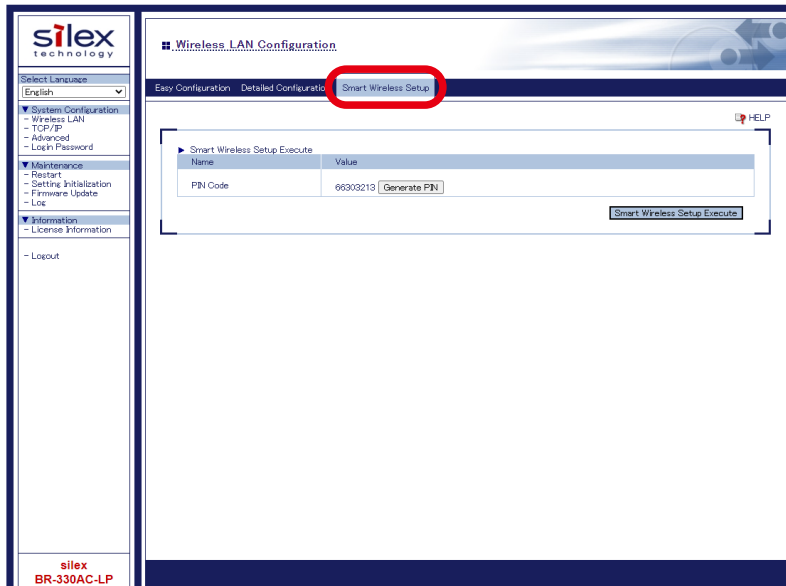 silex
technology
Select Language
English
▼ System Configuration
- Wireless LAN
- TCP/IP
- Advanced
- Login Password
▼ Maintenance
- Restart
- Setting Initialization
- Firmware Update
- Log
▼ Information
- License Information
- Logout
silex
BR-330AC-LP
Wireless LAN Configuration
Easy Configuration Detailed Configuration Smart Wireless Setup
HELP
► Smart Wireless Setup Execute
Name Value
PIN Code 66303213 Generate PIN
Smart Wireless Setup Execute